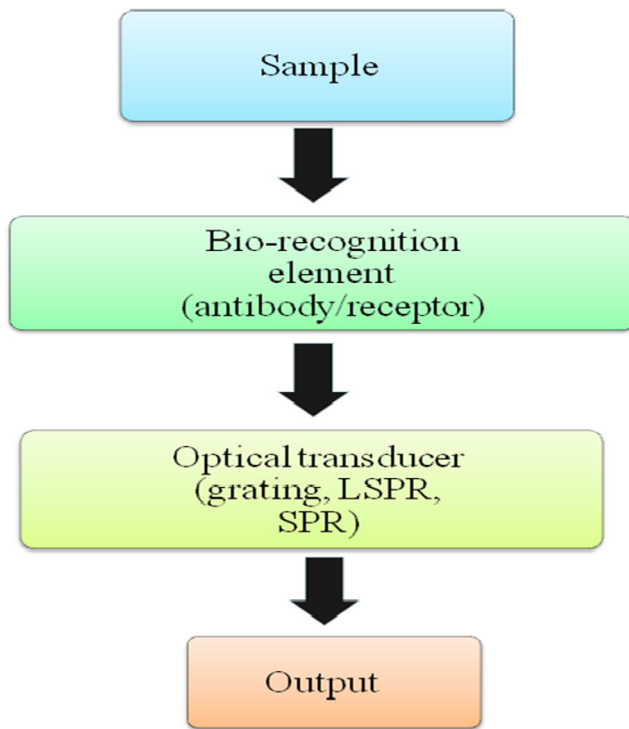 Sample
Bio-recognition
element
(antibody/receptor)
Optical transducer
(grating, LSPR,
SPR)
Output